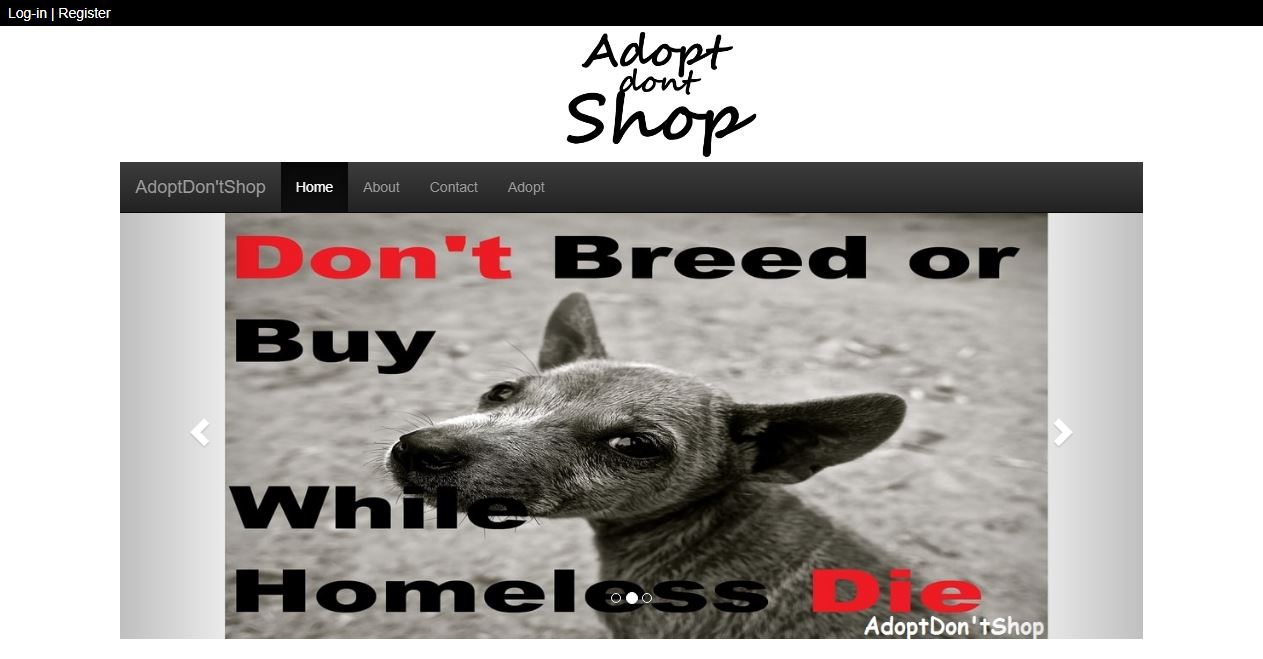 Log-in | Register
Adopt
dont
Shop
AdoptDon'tShop Home About Contact Adopt
Don't Breed or
Buy
While
Homeless Die
AdoptDon'tShop